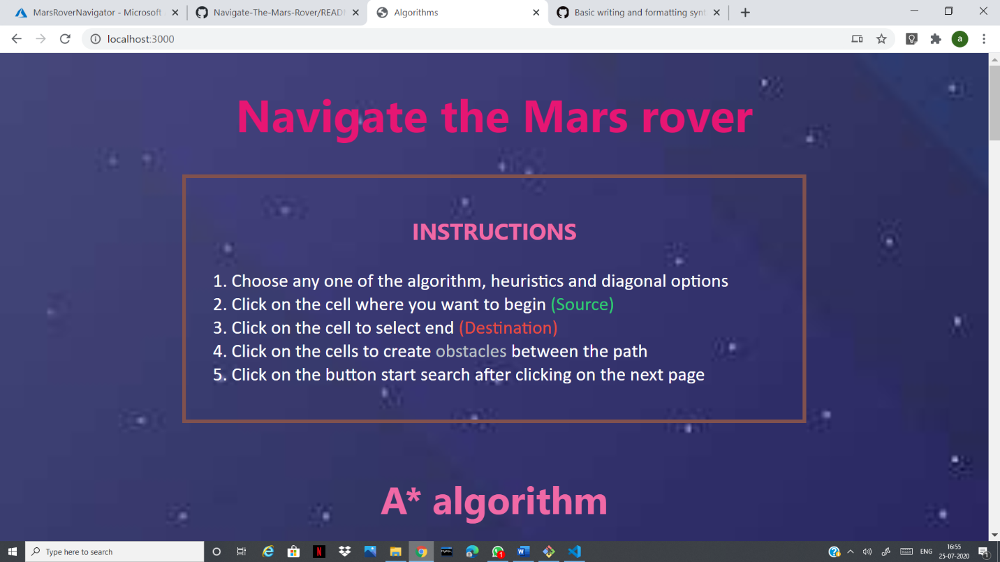 MarsRoverNavigator - Microsoft
Navigate-The-Mars-Rover/READ
Algorithms
Basic writing and formatting synt
localhost:3000
a
Navigate the Mars rover
INSTRUCTIONS
1. Choose any one of the algorithm, heuristics and diagonal options
2. Click on the cell where you want to begin (Source)
3. Click on the cell to select end (Destination)
4. Click on the cells to create obstacles between the path
5. Click on the button start search after clicking on the next page
A* algorithm
Type here to search
N
1
W
ENG
16:55
25-07-2020
1